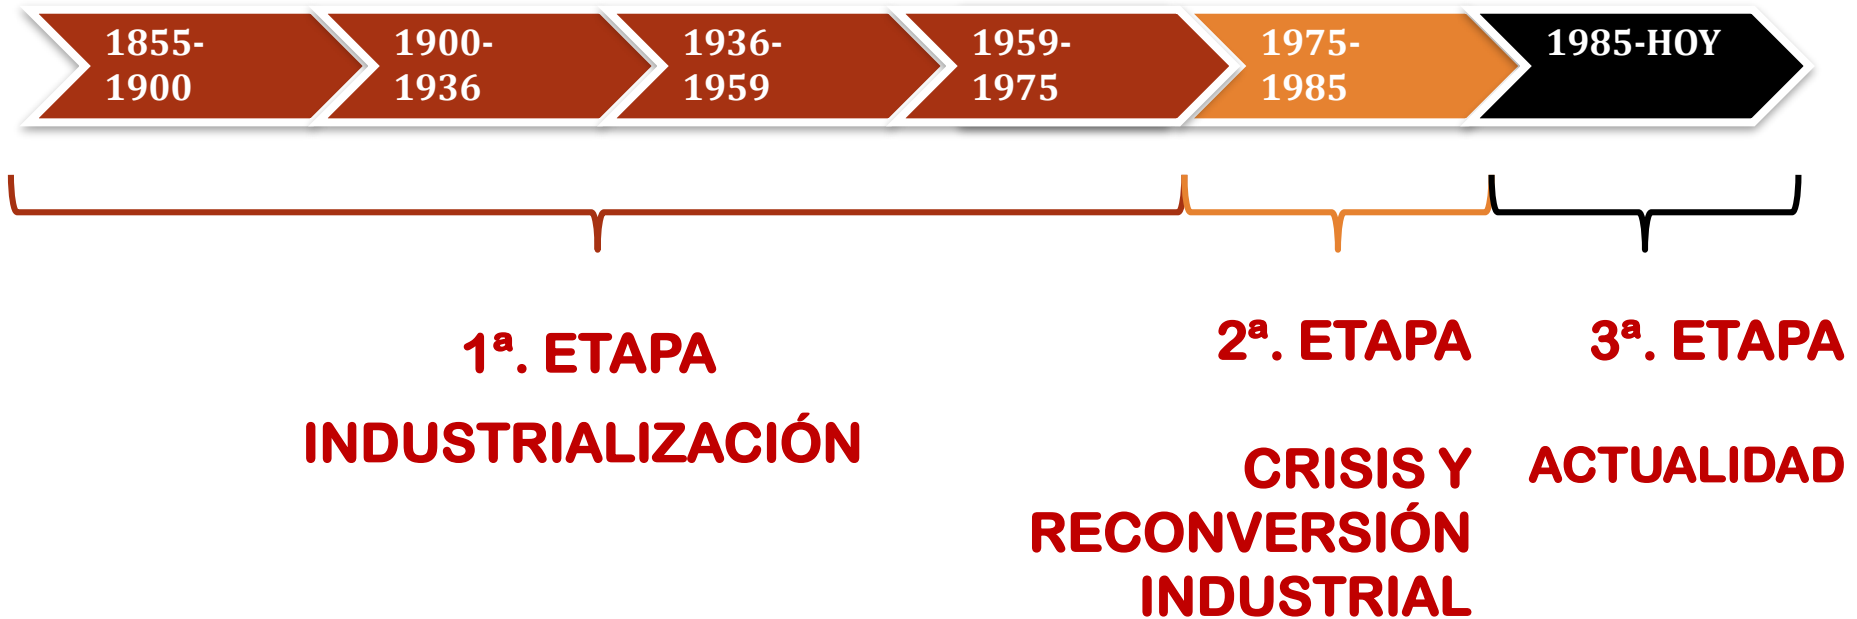 1855-
1900
1900-
1936
1936-
1959
1959-
1975
1975-
1985
1985-HOY
1ª. ETAPA
INDUSTRIALIZACIÓN
2ª. ETAPA
CRISIS Y
RECONVERSIÓN
INDUSTRIAL
3ª. ETAPA
ACTUALIDAD